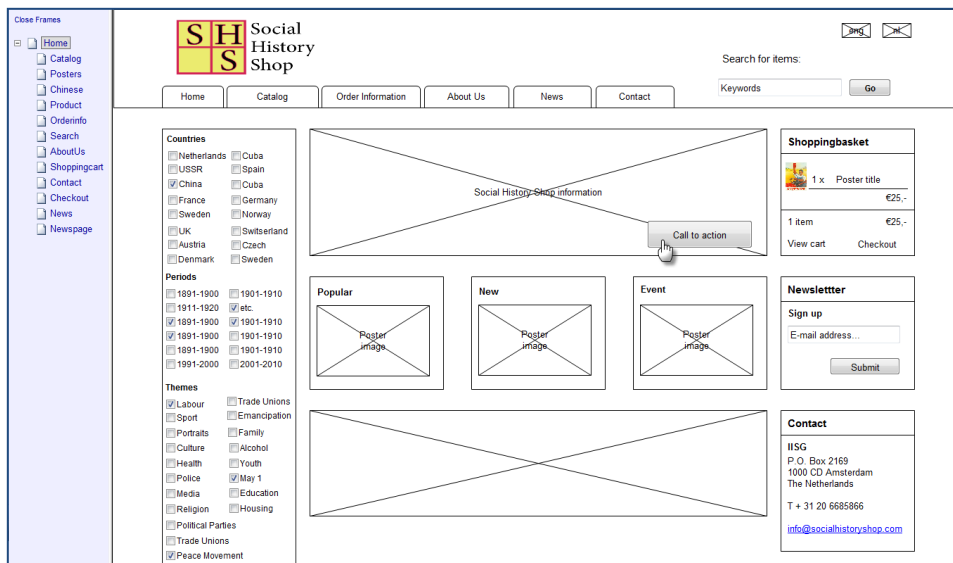 Close Frames
Home
Catalog
Posters
Chinese
Product
Orderinfo
Search
AboutUs
Shoppingcart
Contact
Checkout
News
Newspage
S H S
Social
History
Shop
eng nl
Search for items:
Keywords Go
Home Catalog Order Information About Us News Contact
Countries
Netherlands Cuba
USSR Spain
China Cuba
France Germany
Sweden Norway
UK Switserland
Austria Czech
Denmark Sweden
Periods
1891-1900 1901-1910
1911-1920 etc.
1891-1900 1901-1910
1891-1900 1901-1910
1891-1900 1901-1910
1991-2000 2001-2010
Themes
Labour Trade Unions
Sport Emancipation
Portraits Family
Culture Alcohol
Health Youth
Police May 1
Media Education
Religion Housing
Political Parties
Trade Unions
Peace Movement
Social History Shop information
Call to action
Popular
Poster
image
New
Poster
image
Event
Poster
image
Shoppingbasket
1 x Poster title
€25,-
1 item €25,-
View cart Checkout
Newslettter
Sign up
E-mail address...
Submit
Contact
IISG
P.O. Box 2169
1000 CD Amsterdam
The Netherlands
T + 31 20 6685866
info@socialhistoryshop.com